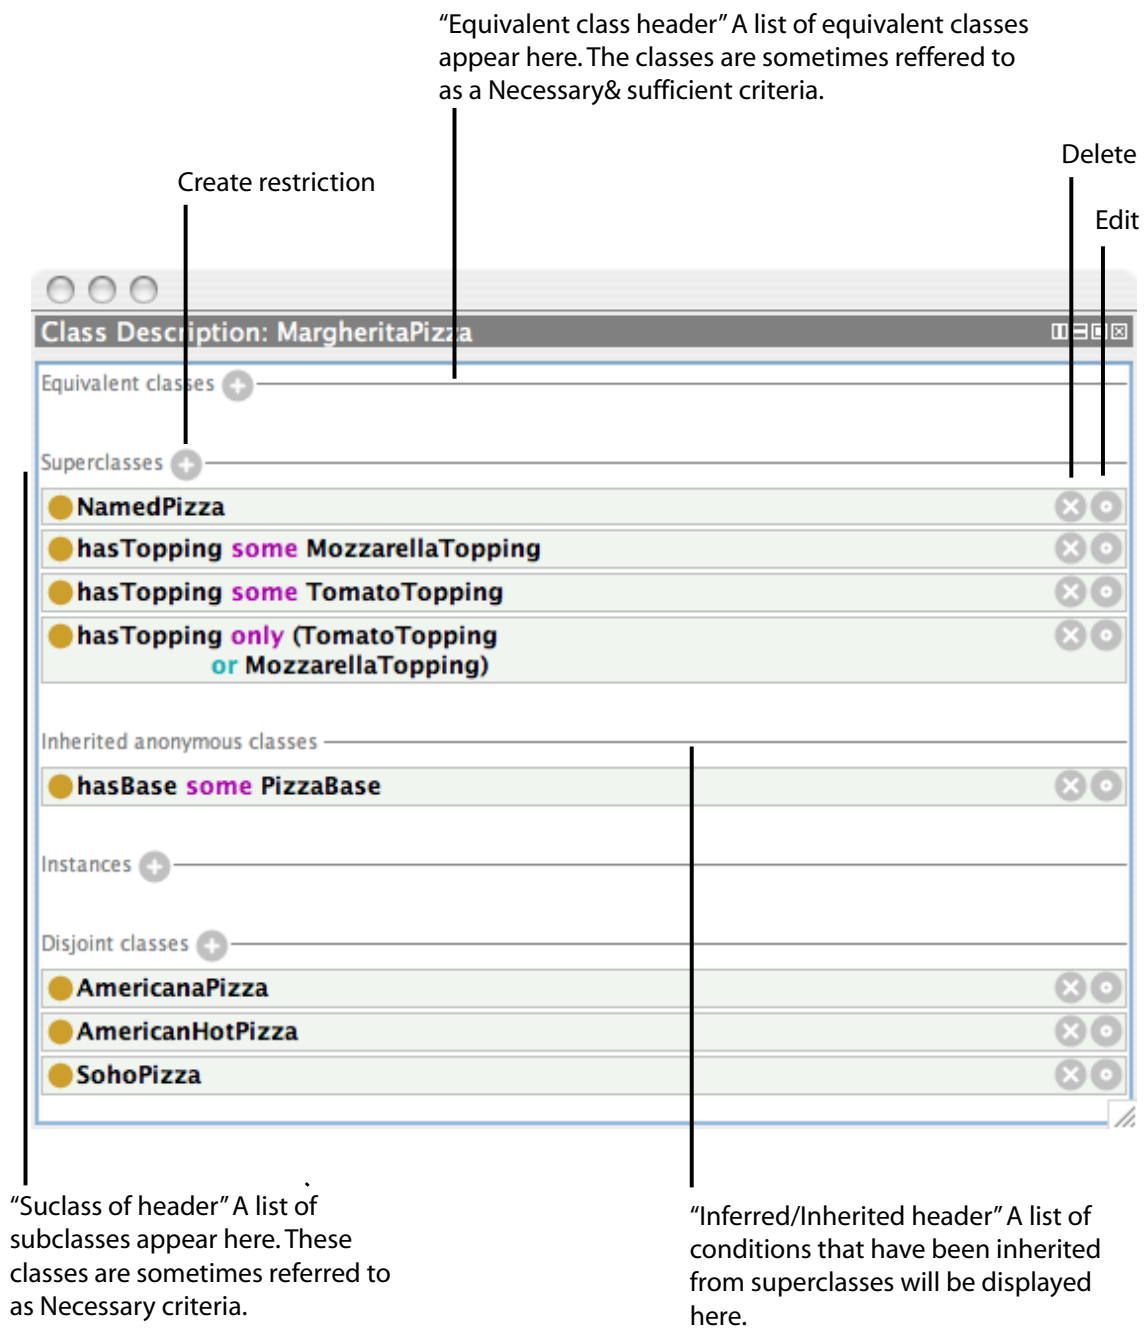 “Equivalent class header” A list of equivalent classes
appear here. The classes are sometimes reffered to
as a Necessary& sufficient criteria.
Delete
Create restriction
Edit
Class Description: MargheritaPizza
Equivalent classes
Superclasses
NamedPizza
hasTopping some MozzarellaTopping
hasTopping some TomatoTopping
hasTopping only (TomatoTopping
or MozzarellaTopping)
Inherited anonymous classes
hasBase some PizzaBase
Instances
Disjoint classes
AmericanaPizza
AmericanHotPizza
SohoPizza
“Suclass of header” A list of
subclasses appear here. These
classes are sometimes referred to
as Necessary criteria.
“Inferred/Inherited header” A list of
conditions that have been inherited
from superclasses will be displayed
here.